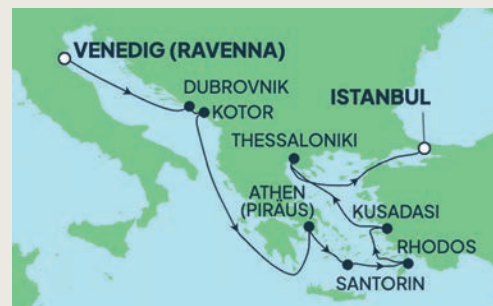 VENEDIG (RAVENNA)
DUBROVNIK
KOTOR
ISTANBUL
THESSALONIKI
ATHEN
(PIRÄUS)
KUSADASI
RHODOS
SANTORIN